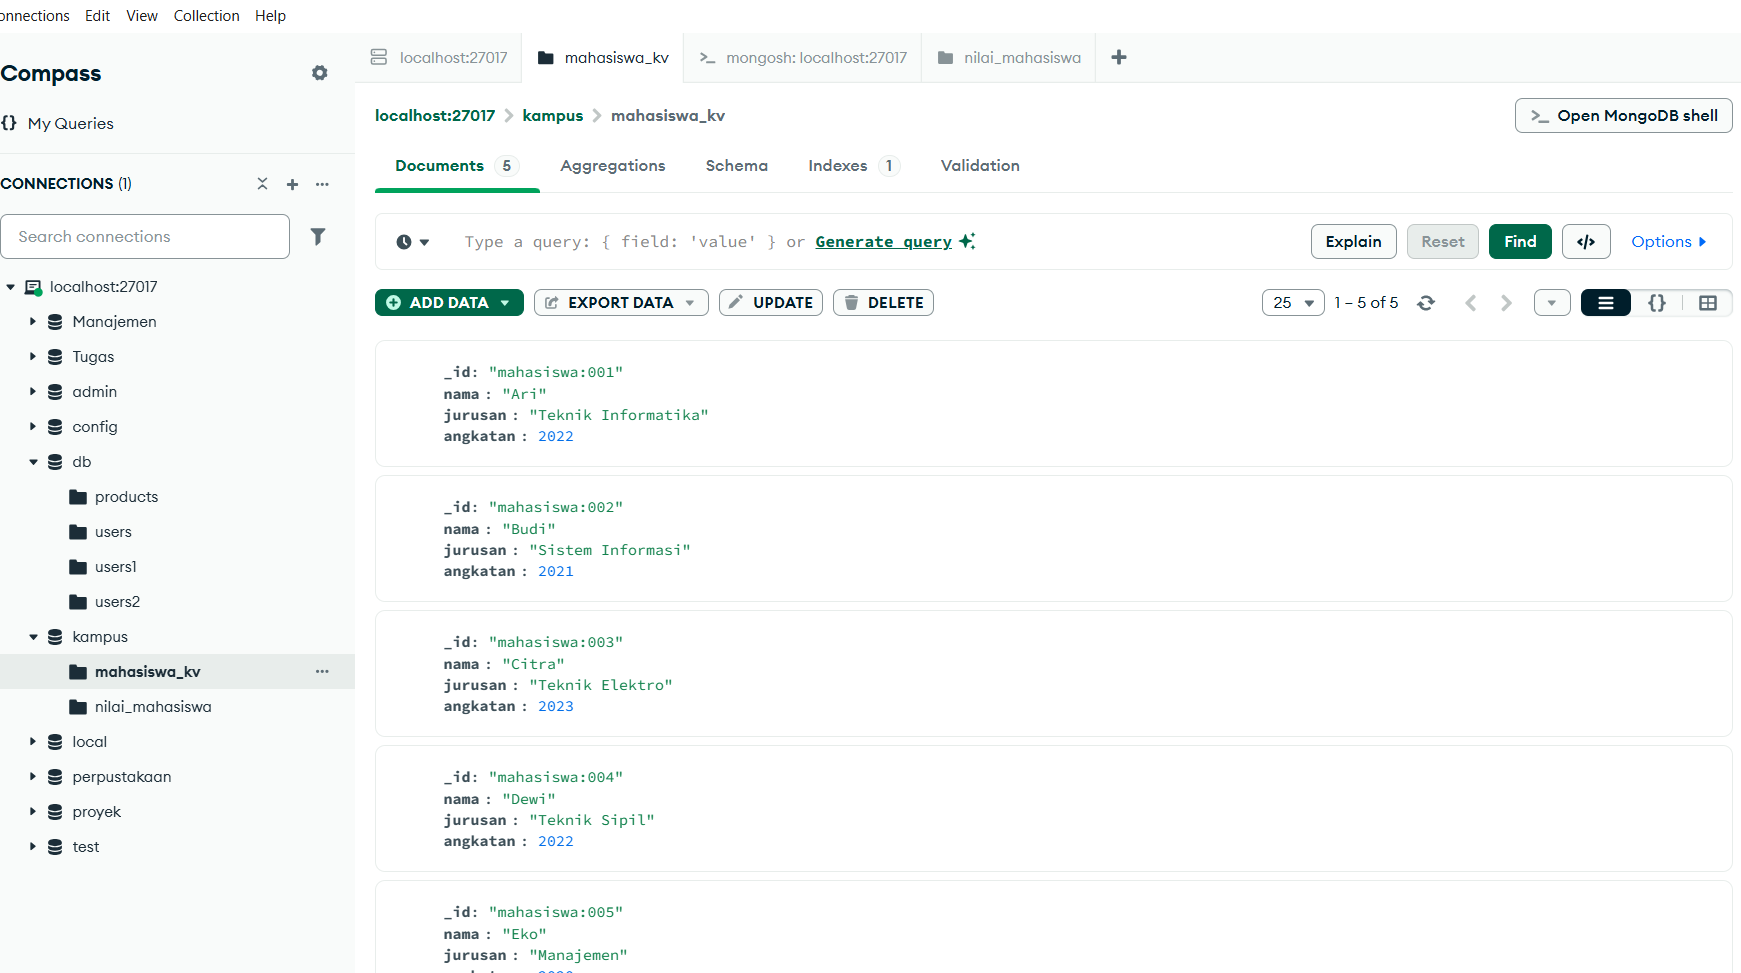 onnections Edit View Collection Help
Compass
{} My Queries
CONNECTIONS (1)
Search connections
localhost:27017
Manajemen
Tugas
admin
config
db
products
users
users1
users2
kampus
mahasiswa_kv
nilai_mahasiswa
local
perpustakaan
proyek
test
localhost:27017 mahasiswa_kv >_ mongosh: localhost:27017 nilai_mahasiswa +
localhost:27017 > kampus > mahasiswa_kv
>_ Open MongoDB shell
Documents 5 Aggregations Schema Indexes 1 Validation
Type a query: { field: 'value' } or Generate query
Explain Reset Find </> Options
ADD DATA EXPORT DATA UPDATE DELETE
25 1 – 5 of 5 {}
_id: "mahasiswa:001"
nama : "Ari"
jurusan : "Teknik Informatika"
angkatan : 2022
_id: "mahasiswa:002"
nama : "Budi"
jurusan : "Sistem Informasi"
angkatan : 2021
_id: "mahasiswa:003"
nama : "Citra"
jurusan : "Teknik Elektro"
angkatan : 2023
_id: "mahasiswa:004"
nama : "Dewi"
jurusan : "Teknik Sipil"
angkatan : 2022
_id: "mahasiswa:005"
nama : "Eko"
jurusan : "Manajemen"